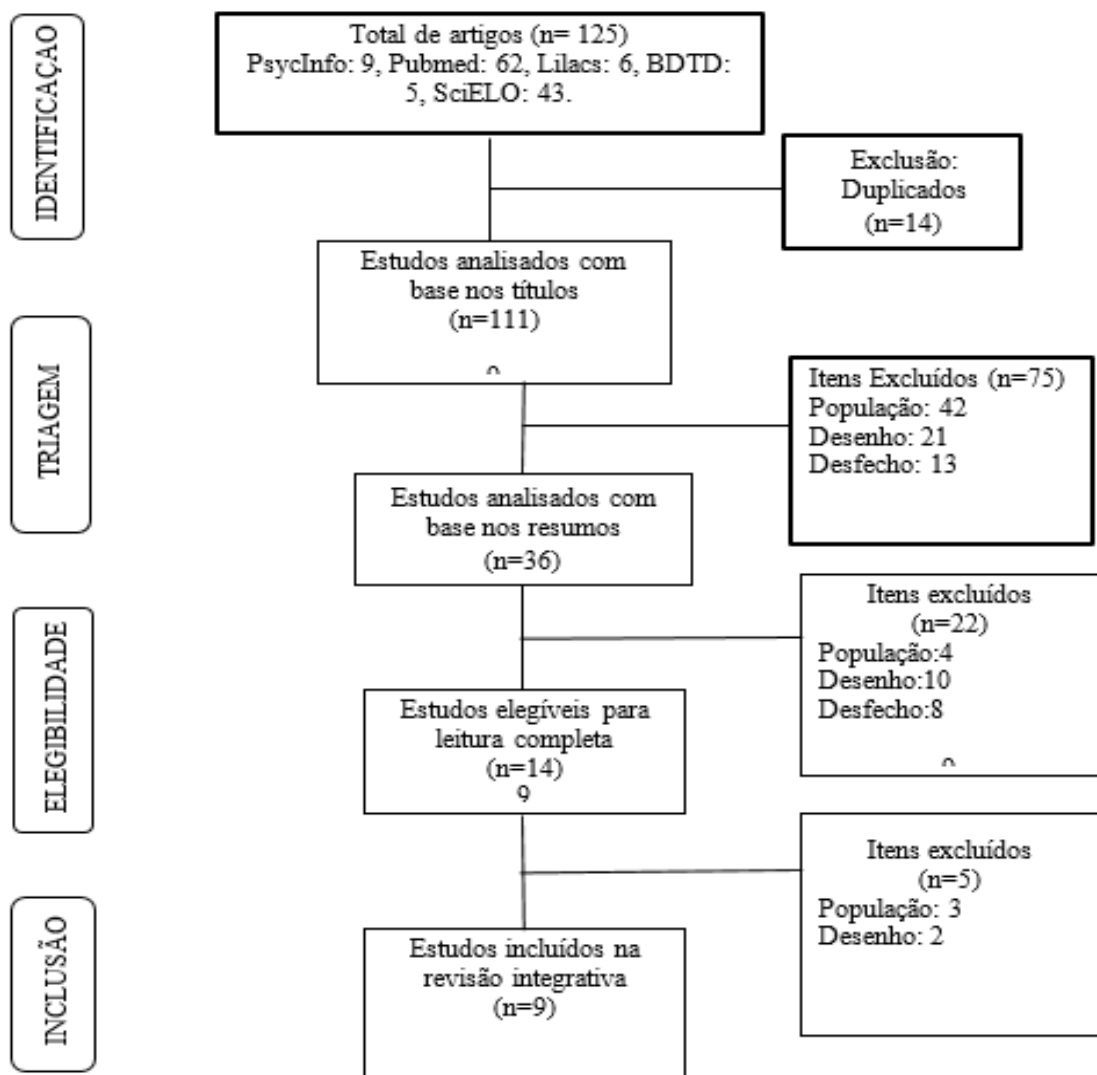 IDENTIFICAÇAO
Total de artigos (n= 125)
PsycInfo: 9, Pubmed: 62, Lilacs: 6, BDTD:
5, SciELO: 43.
Exclusão:
Duplicados
(n=14)
Estudos analisados com
base nos títulos
(n=111)
TRIAGEM
Itens Excluídos (n=75)
População: 42
Desenho: 21
Desfecho: 13
Estudos analisados com
base nos resumos
(n=36)
ELEGIBILIDADE
Itens excluídos
(n=22)
População:4
Desenho:10
Desfecho:8
Estudos elegíveis para
leitura completa
(n=14)
9
INCLUSÃO
Itens excluídos
(n=5)
População: 3
Desenho: 2
Estudos incluídos na
revisão integrativa
(n=9)